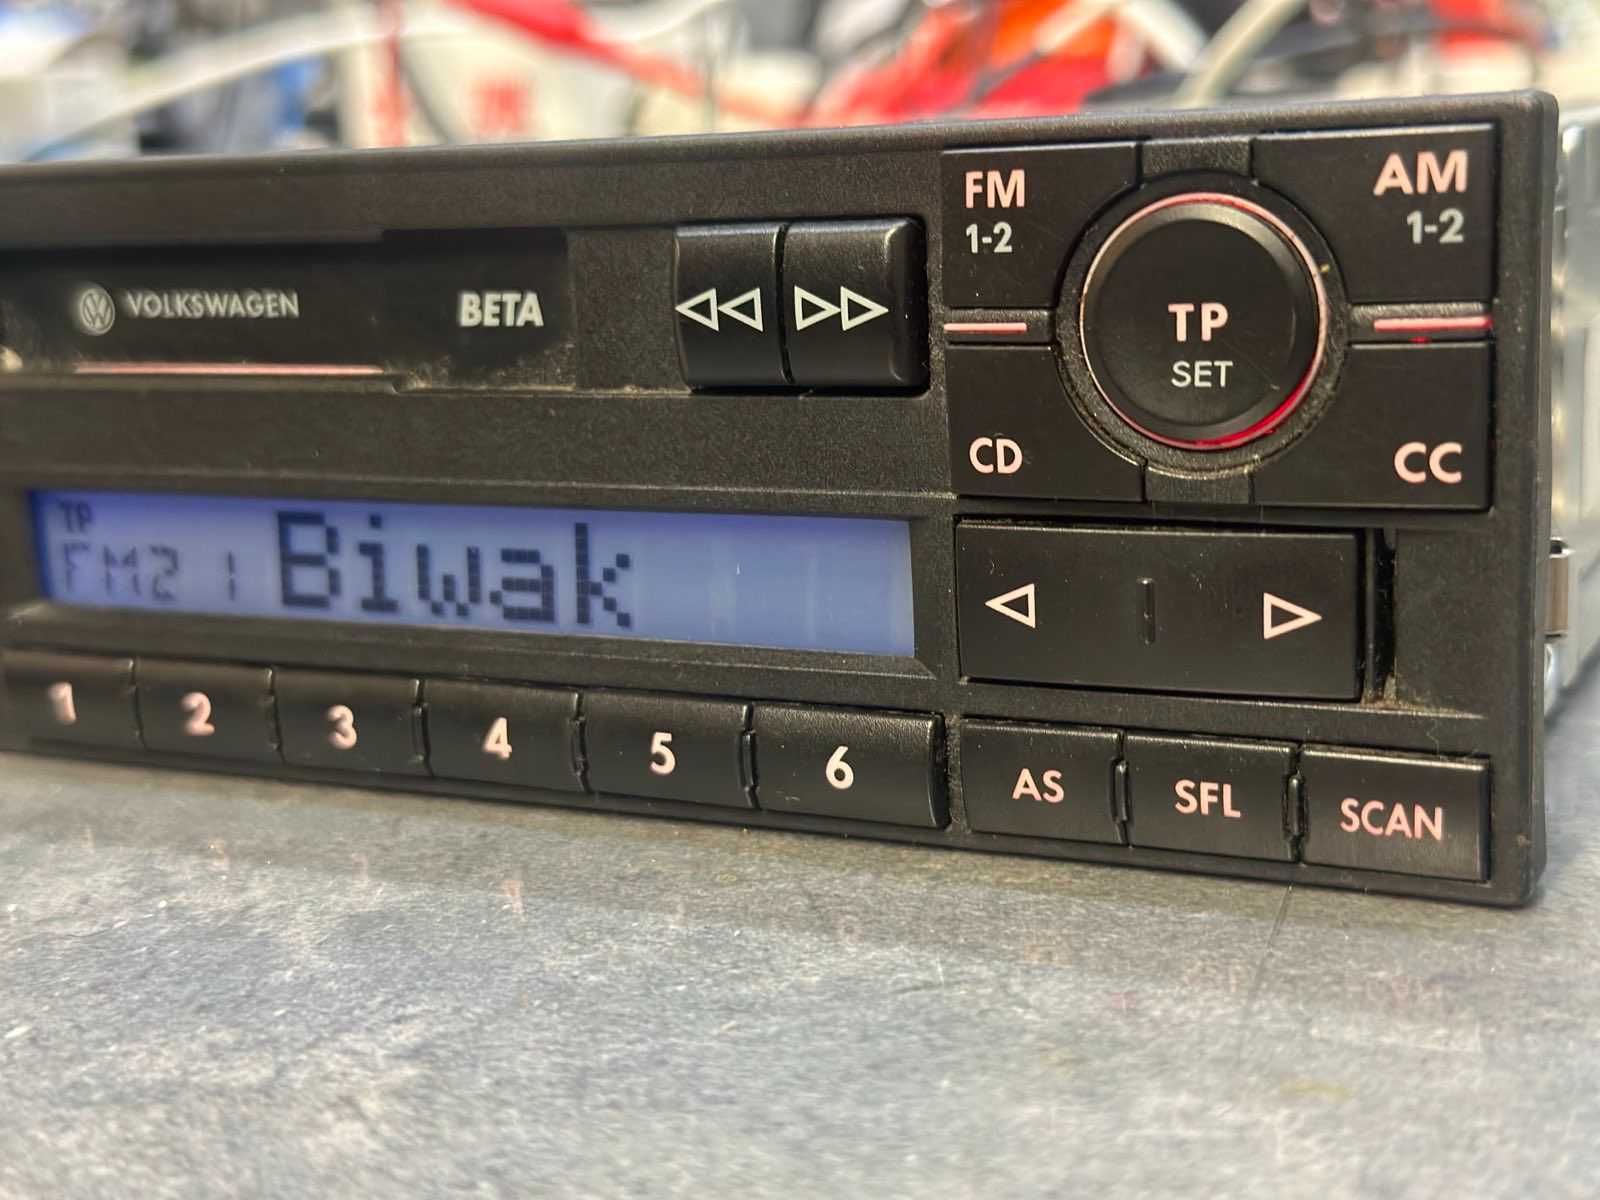 VOLKSWAGEN BETA
FM
1-2
AM
1-2
TP
SET
CD
CC
TP
FM2 1 Biwak
1 2 3 4 5 6
AS SFL SCAN